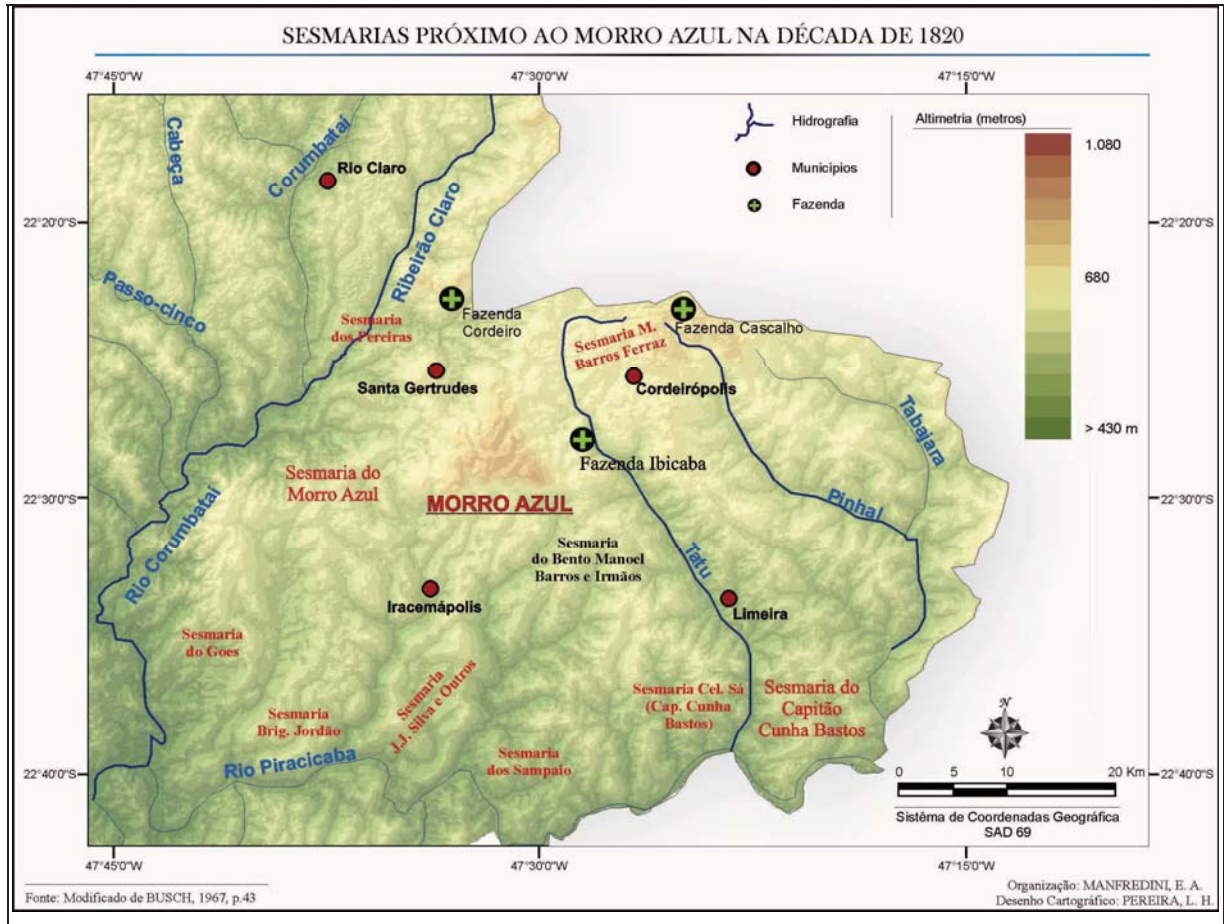 SESMARIAS PRÓXIMO AO MORRO AZUL NA DÉCADA DE 1820
47°45'0"W
47°30'0"W
47°15'0"W
Hidrografia
Municípios
Fazenda
Altimetria (metros)
1.080
680
> 430 m
Cabeça
Corumbataí
Rio Claro
Ribeirão Claro
22°20'0"S
22°20'0"S
Passo-cinco
Sesmaria
dos Pereiras
Fazenda
Cordeiro
Sesmaria M.
Barros Ferraz
Fazenda Cascalho
Santa Gertrudes
Cordeirópolis
Tabajara
Fazenda Ibicaba
Sesmaria do
Morro Azul
MORRO AZUL
22°30'0"S
22°30'0"S
Pinhal
Rio Corumbataí
Sesmaria
do Bento Manoel
Barros e Irmãos
Tatu
Iracemápolis
Limeira
Sesmaria
do Goes
Sesmaria
Brig. Jordão
Sesmaria
J.J. Silva e Outros
Sesmaria Cel. Sá
(Cap. Cunha
Bastos)
Sesmaria do
Capitão
Cunha Bastos
Rio Piracicaba
Sesmaria
dos Sampaio
N
22°40'0"S
22°40'0"S
0 5 10 20 Km
Sistêma de Coordenadas Geográfica
SAD 69
47°45'0"W
47°30'0"W
47°15'0"W
Fonte: Modificado de BUSCH, 1967, p.43
Organização: MANFREDINI, E. A.
Desenho Cartográfico: PEREIRA, L. H.